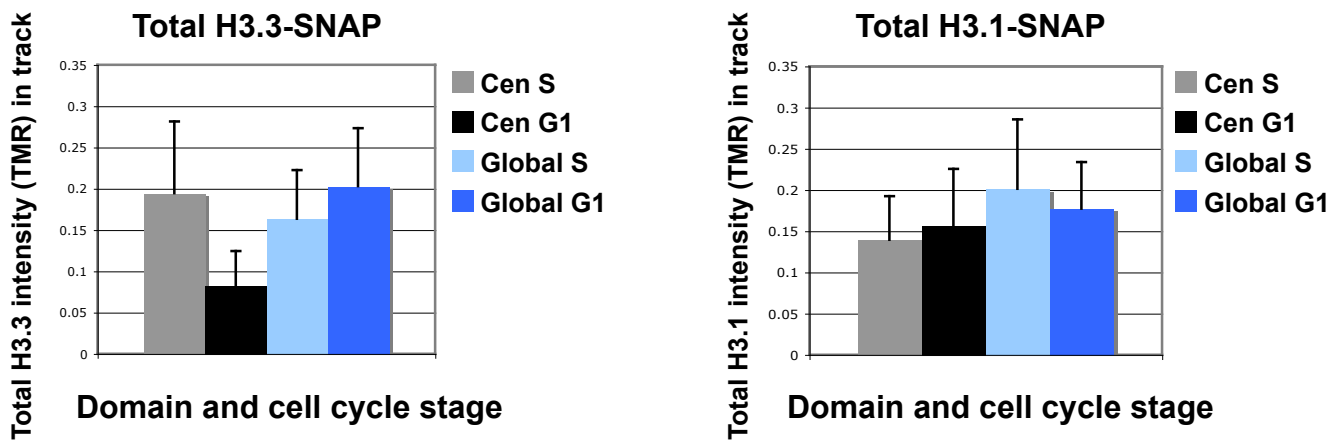 Total H3.3-SNAP
Total H3.3 intensity (TMR) in track
0.35
0.3
0.25
0.2
0.15
0.1
0.05
0
Cen S
Cen G1
Global S
Global G1
Domain and cell cycle stage
Total H3.1-SNAP
Total H3.1 intensity (TMR) in track
0.35
0.3
0.25
0.2
0.15
0.1
0.05
0
Cen S
Cen G1
Global S
Global G1
Domain and cell cycle stage